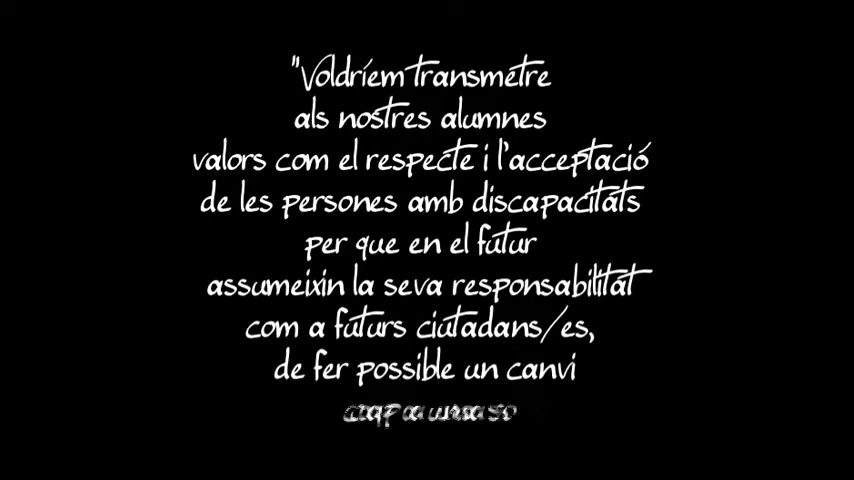 "Voldríem transmetre
als nostres alumnes
valors com el respecte i l'acceptació
de les persones amb discapacitats
per que en el futur
assumeixin la seva responsabilitat
com a futurs ciutadans/es,
de fer possible un canvi